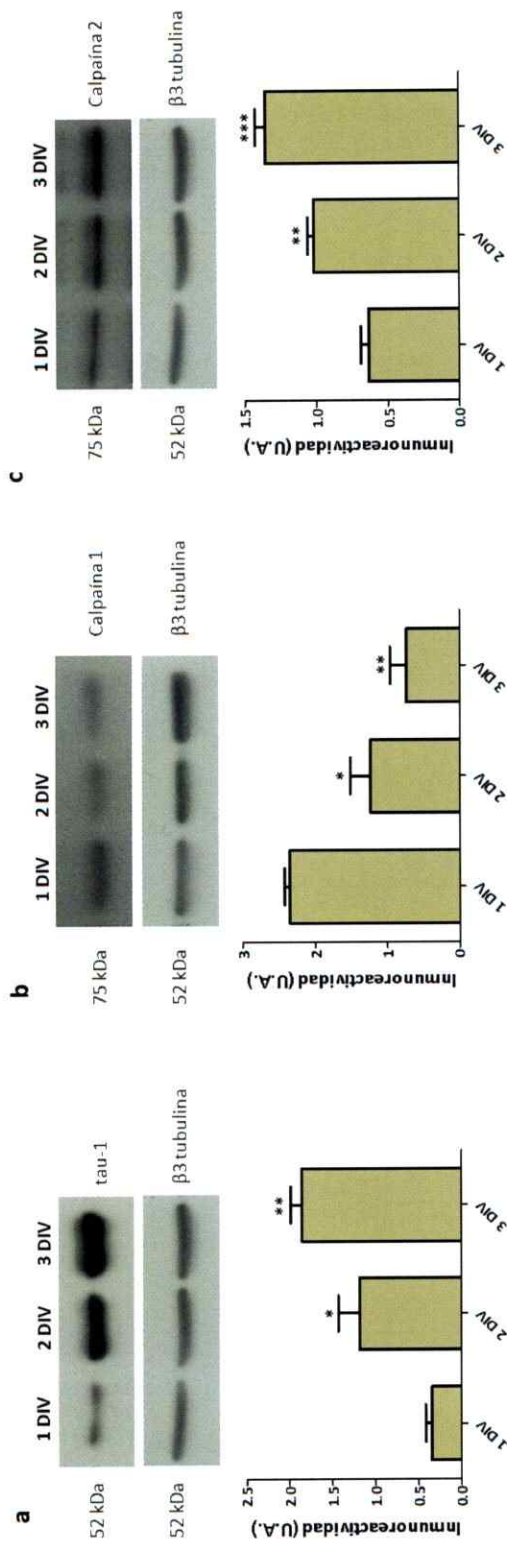 a
1 DIV 2 DIV 3 DIV
52 kDa tau-1
52 kDa β3 tubulina
Inmunoreactividad (U.A.)
2.5
2.0
1.5
1.0
0.5
0.0
* **
1 DIV 2 DIV 3 DIV
b
1 DIV 2 DIV 3 DIV
75 kDa Calpaína 1
52 kDa β3 tubulina
Inmunoreactividad (U.A.)
3
2
1
0
* **
1 DIV 2 DIV 3 DIV
c
1 DIV 2 DIV 3 DIV
75 kDa Calpaína 2
52 kDa β3 tubulina
Inmunoreactividad (U.A.)
1.5
1.0
0.5
0.0
** ***
1 DIV 2 DIV 3 DIV